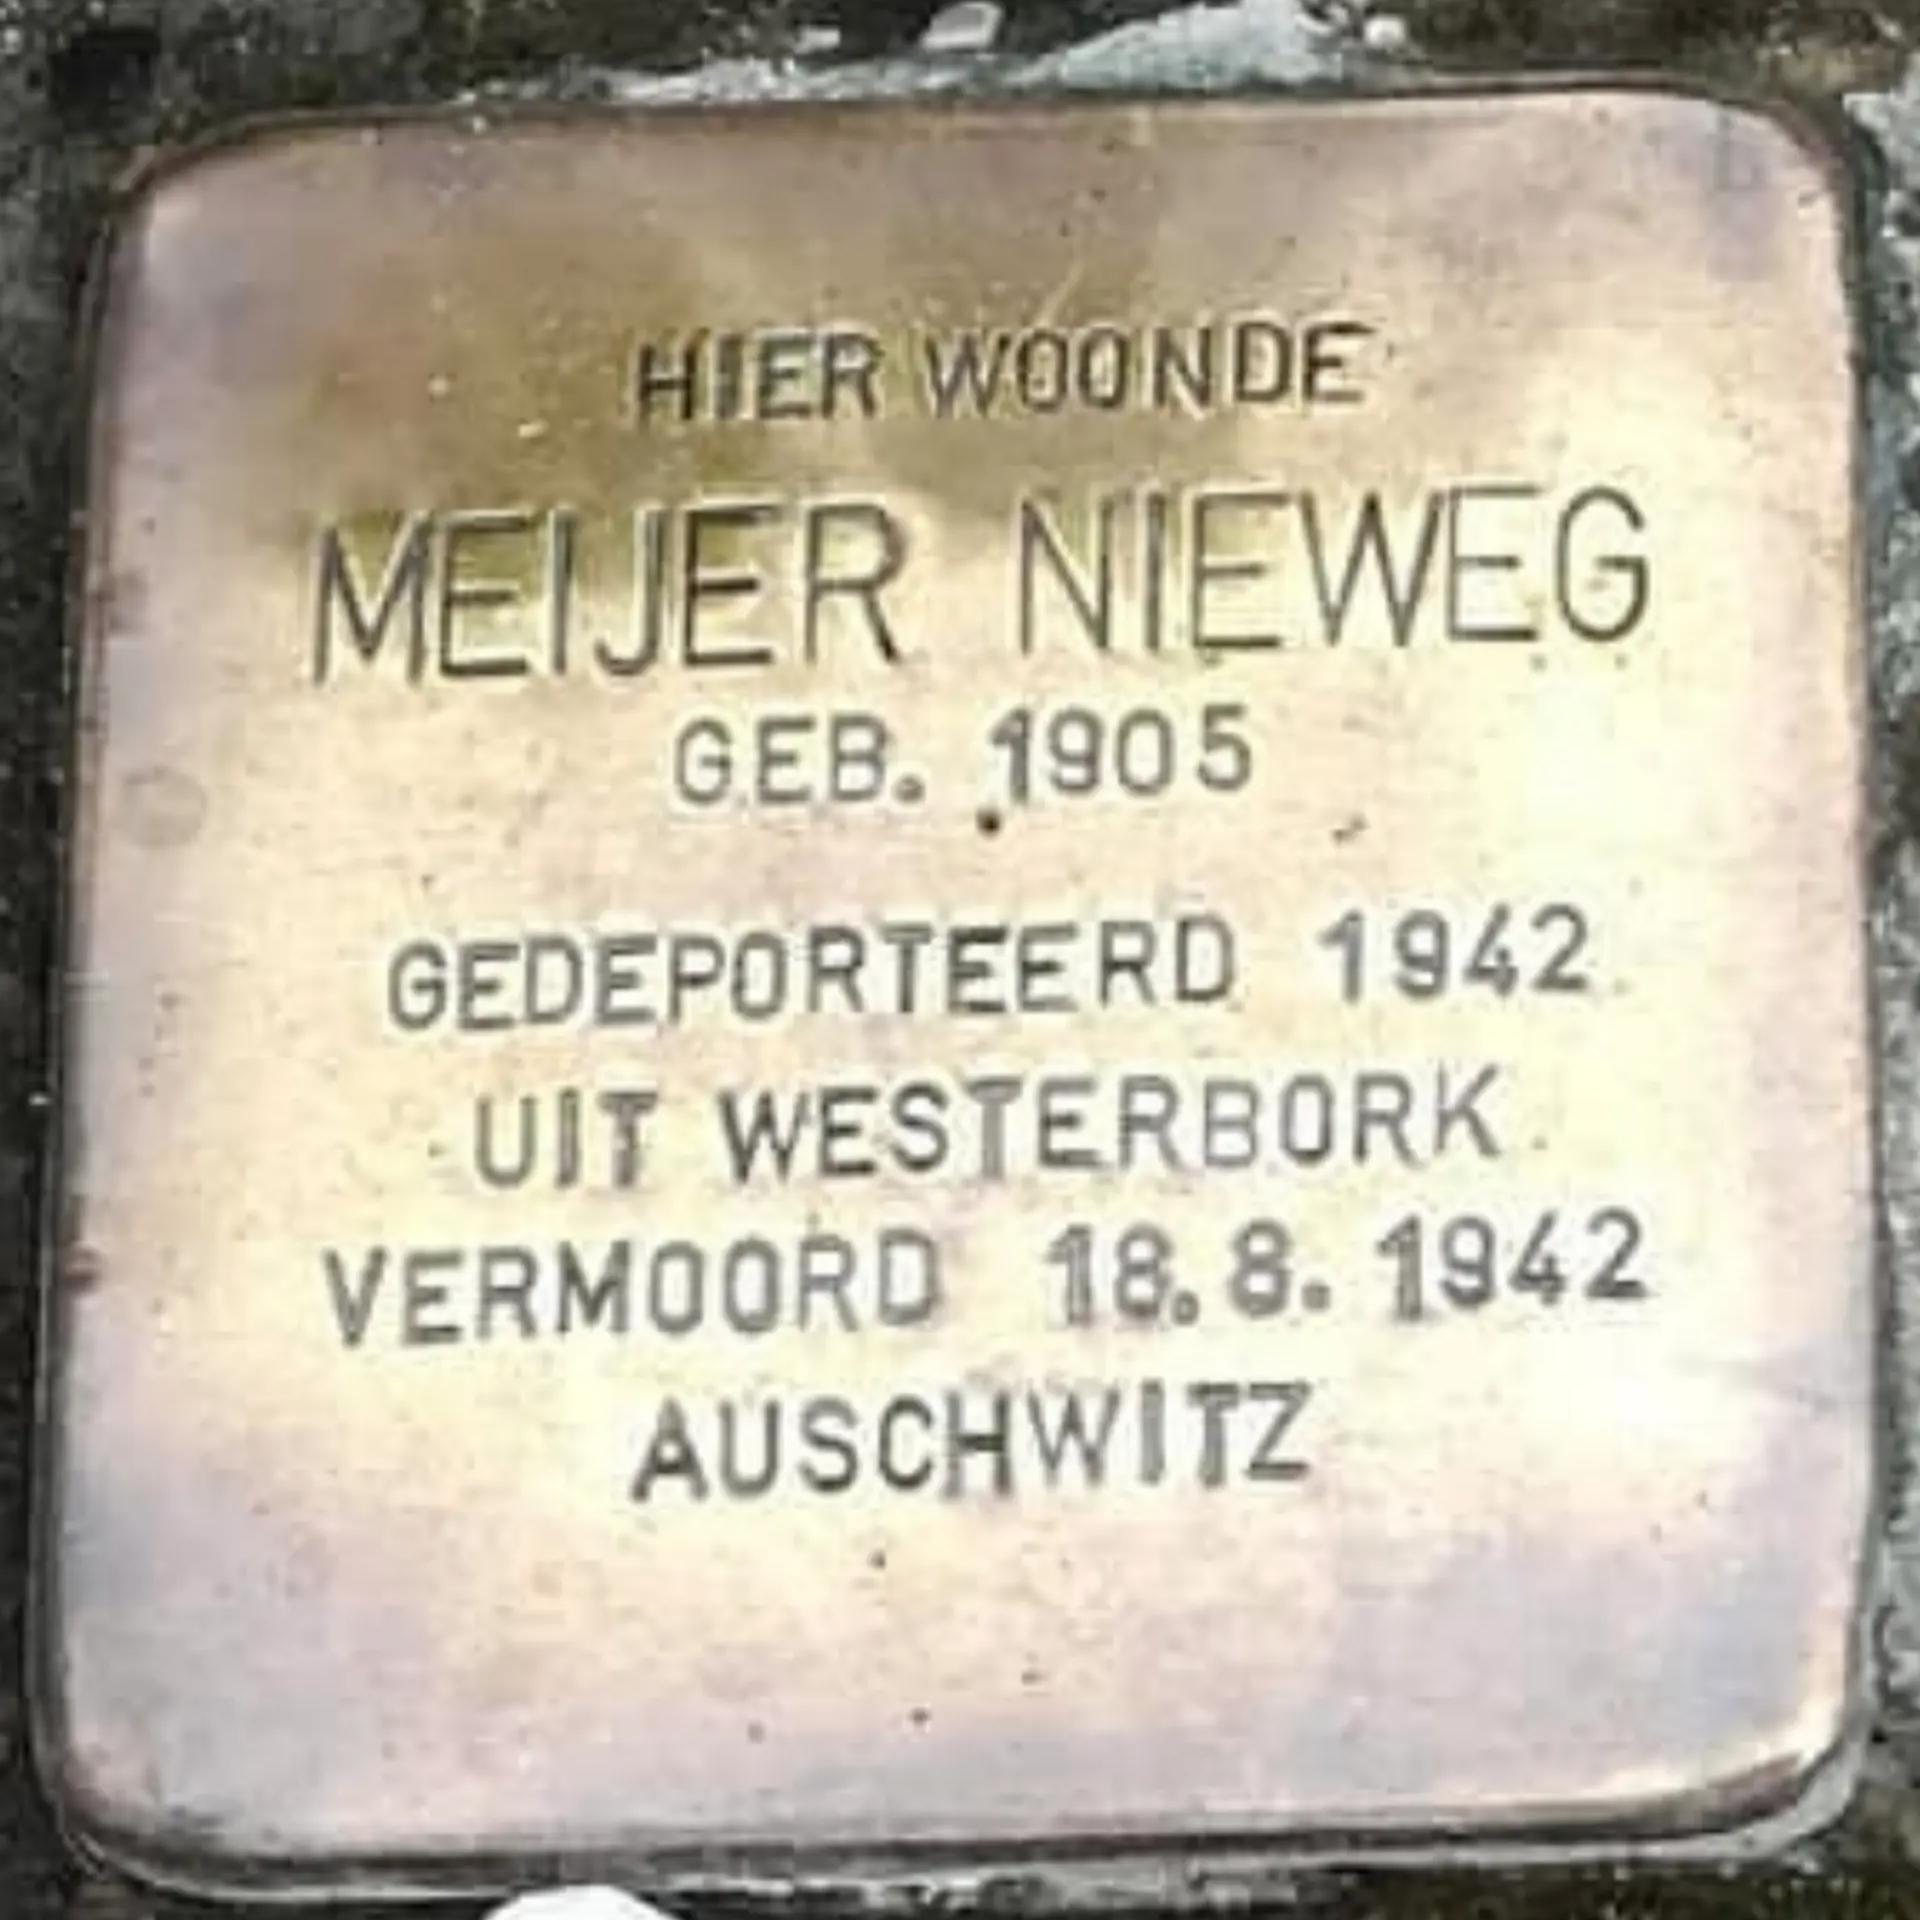 HIER WOONDE
MEIJER NIEWEG
GEB. 1905
GEDEPORTEERD 1942
UIT WESTERBORK
VERMOORD 18.8.1942
AUSCHWITZ